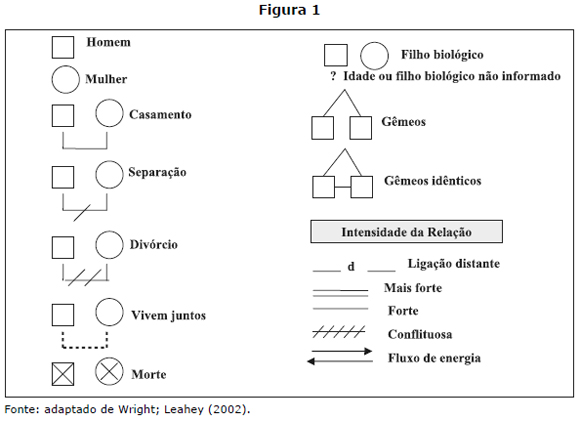 Figura 1
Homem
Mulher
Casamento
Separação
Divórcio
Vivem juntos
Morte
Filho biológico
? Idade ou filho biológico não informado
Gêmeos
Gêmeos idênticos
Intensidade da Relação
d
Ligação distante
Mais forte
Forte
Conflituosa
Fluxo de energia
Fonte: adaptado de Wright; Leahey (2002).